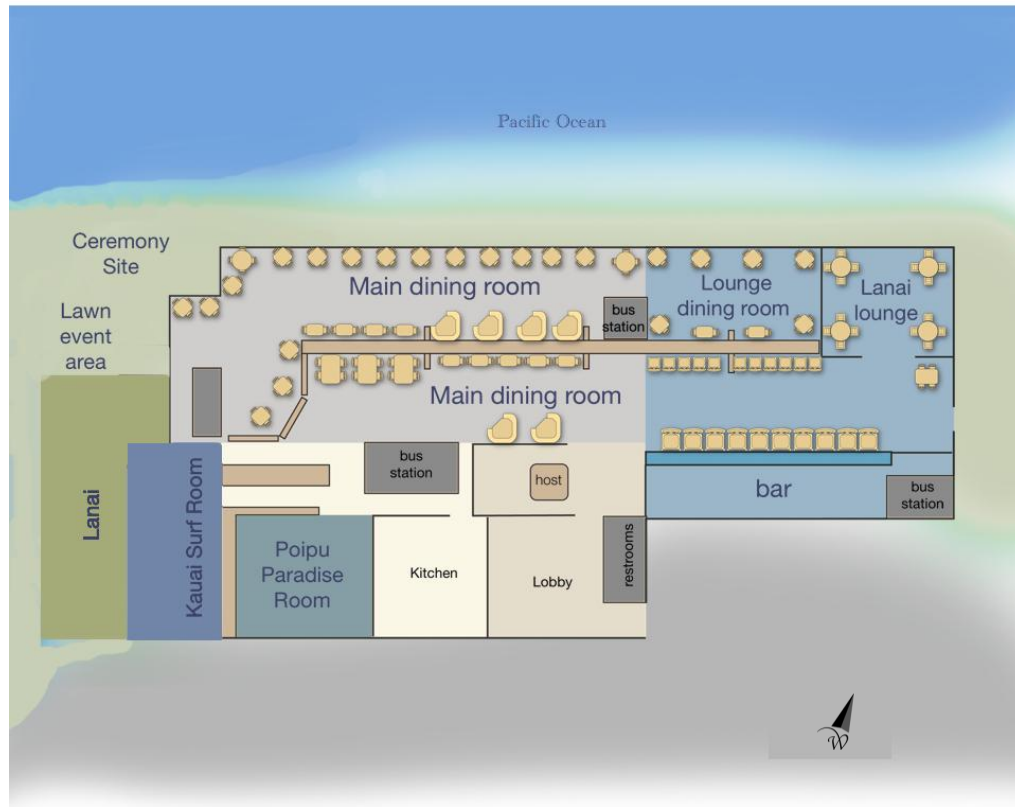 Pacific Ocean
Ceremony
Site
Main dining room
Lounge
dining room
Lanai
lounge
Lawn
event
area
bus
station
Main dining room
bus
station
host
bar
bus
station
Lanai
Kauai Surf Room
Poipu
Paradise
Room
Kitchen
Lobby
restrooms
W